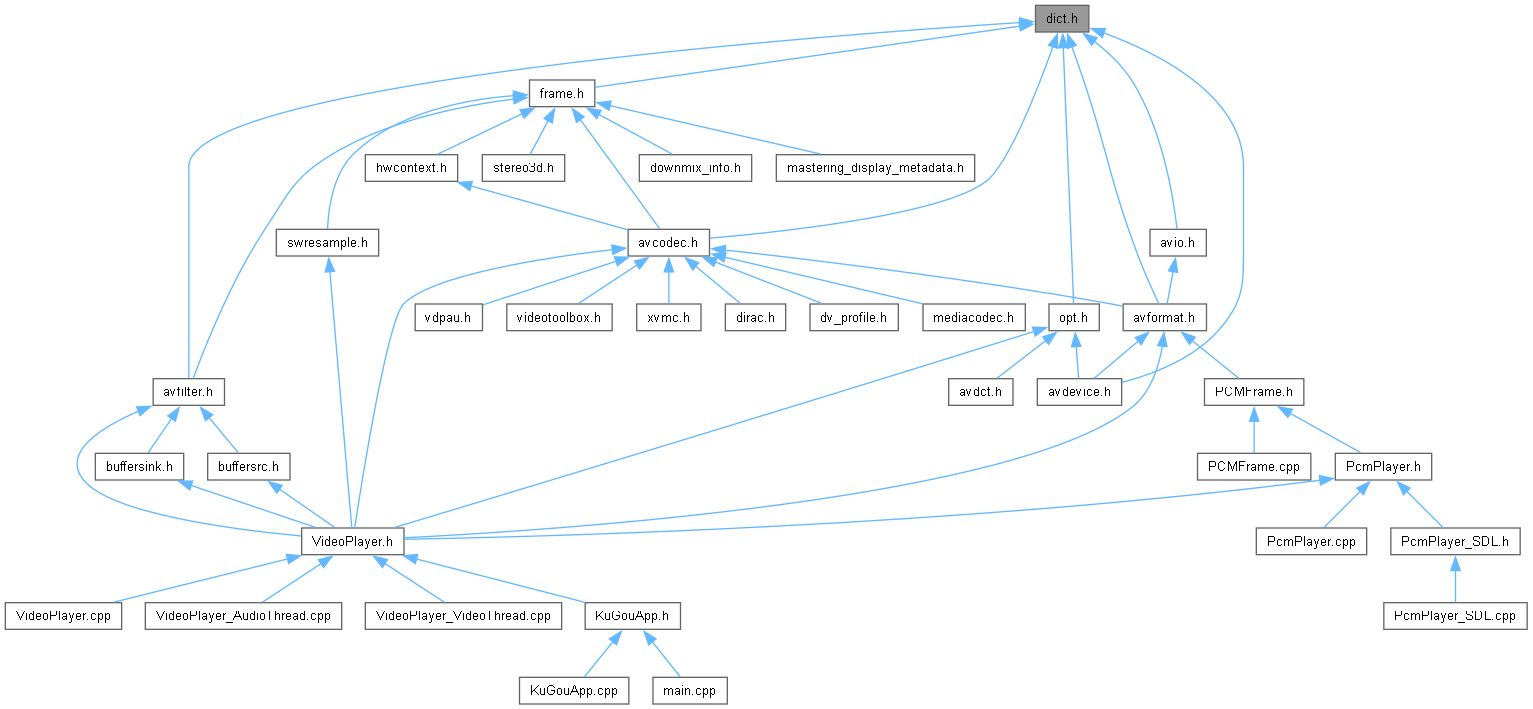 dict.h
frame.h
hwcontext.h
stereo3d.h
downmix_info.h
mastering_display_metadata.h
swresample.h
avcodec.h
avio.h
vdpau.h
videotoolbox.h
xvmc.h
dirac.h
dv_profile.h
mediacodec.h
opt.h
avformat.h
avfilter.h
avdct.h
avdevice.h
PCMFrame.h
buffersink.h
buffersrc.h
PCMFrame.cpp
PcmPlayer.h
VideoPlayer.h
PcmPlayer.cpp
PcmPlayer_SDL.h
VideoPlayer.cpp
VideoPlayer_AudioThread.cpp
VideoPlayer_VideoThread.cpp
KuGouApp.h
PcmPlayer_SDL.cpp
KuGouApp.cpp
main.cpp